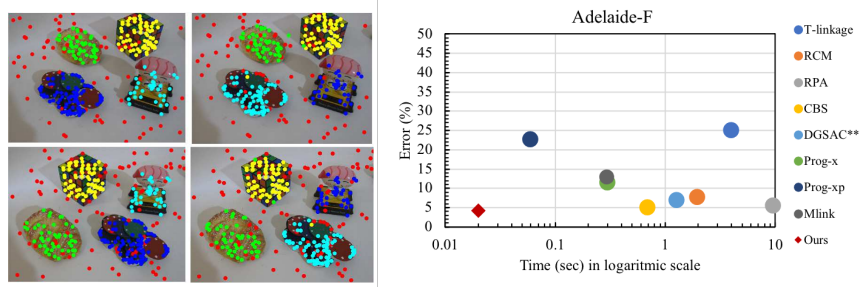 Adelaide-F
50
45
40
35
30
25
20
15
10
5
0
Error (%)
0.01 0.1 1 10
Time (sec) in logaritmic scale
T-linkage
RCM
RPA
CBS
DGSAC**
Prog-x
Prog-xp
Mlink
Ours